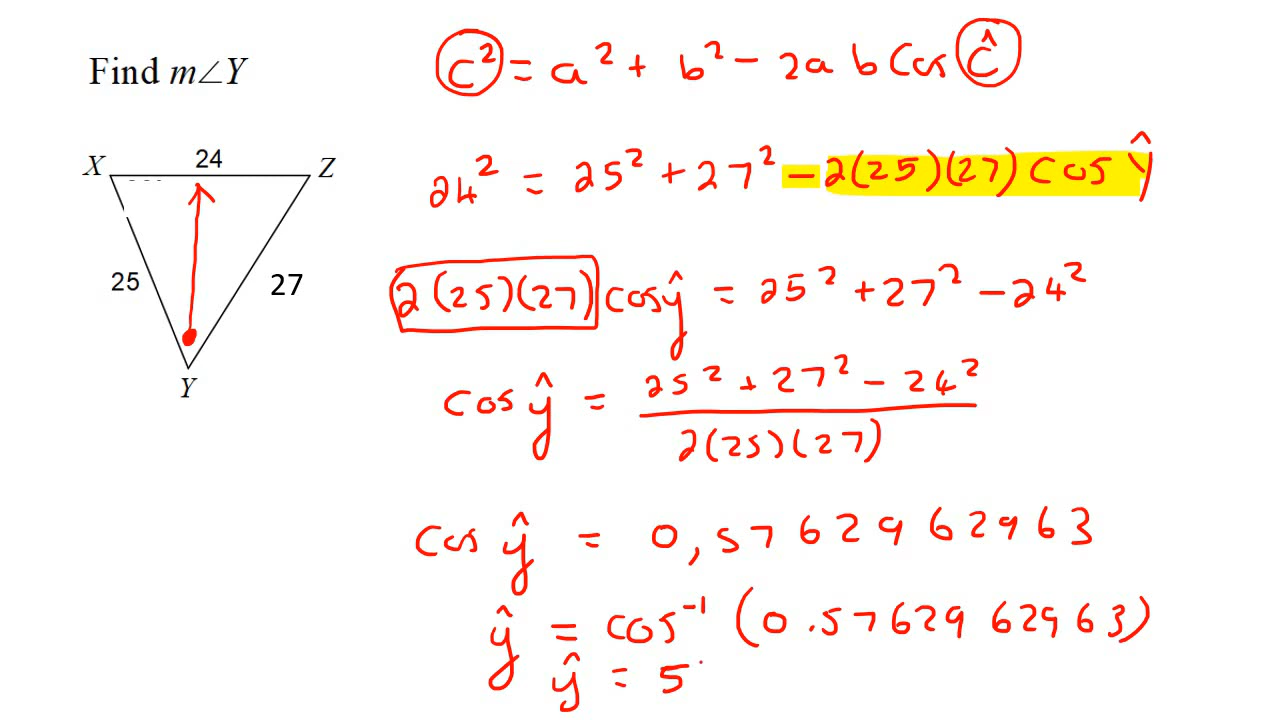 Find m∠Y
X 24 Z
25
27
Y
c² = a² + b² − 2ab Cos Ĉ
24² = 25² + 27² − 2(25)(27) cos ŷ
2(25)(27) cos ŷ = 25² + 27² − 24²
cos ŷ = 25² + 27² − 24²
2(25)(27)
cos ŷ = 0,5762962963
ŷ = cos⁻¹ (0.5762962963)
ŷ = 5